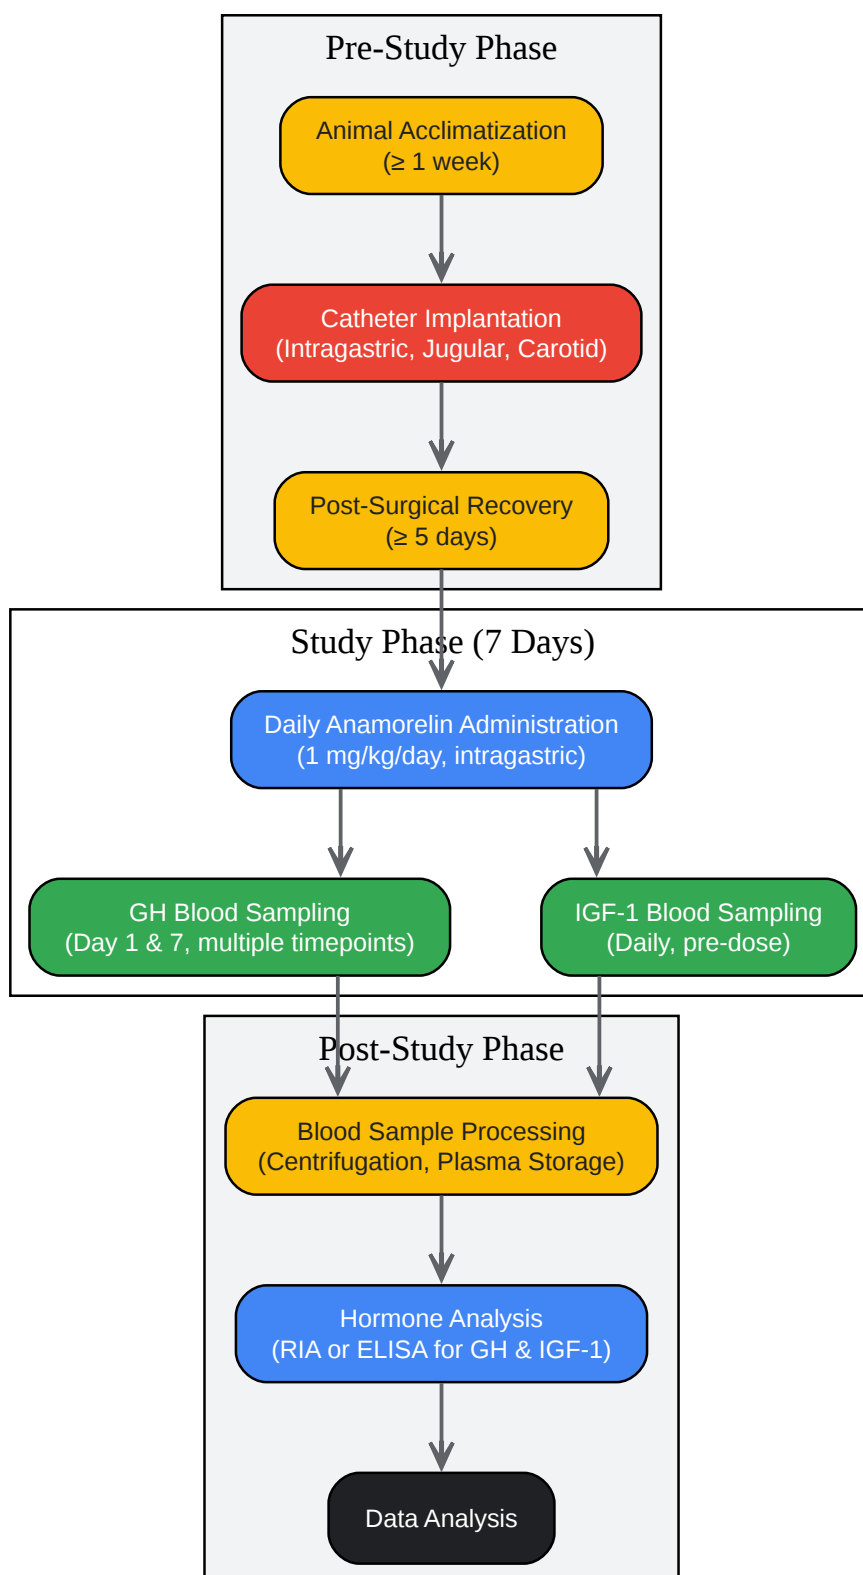 Pre-Study Phase
Animal Acclimatization
(≥ 1 week)
Catheter Implantation
(Intragastric, Jugular, Carotid)
Post-Surgical Recovery
(≥ 5 days)
Study Phase (7 Days)
Daily Anamorelin Administration
(1 mg/kg/day, intragastric)
GH Blood Sampling
(Day 1 & 7, multiple timepoints)
IGF-1 Blood Sampling
(Daily, pre-dose)
Post-Study Phase
Blood Sample Processing
(Centrifugation, Plasma Storage)
Hormone Analysis
(RIA or ELISA for GH & IGF-1)
Data Analysis